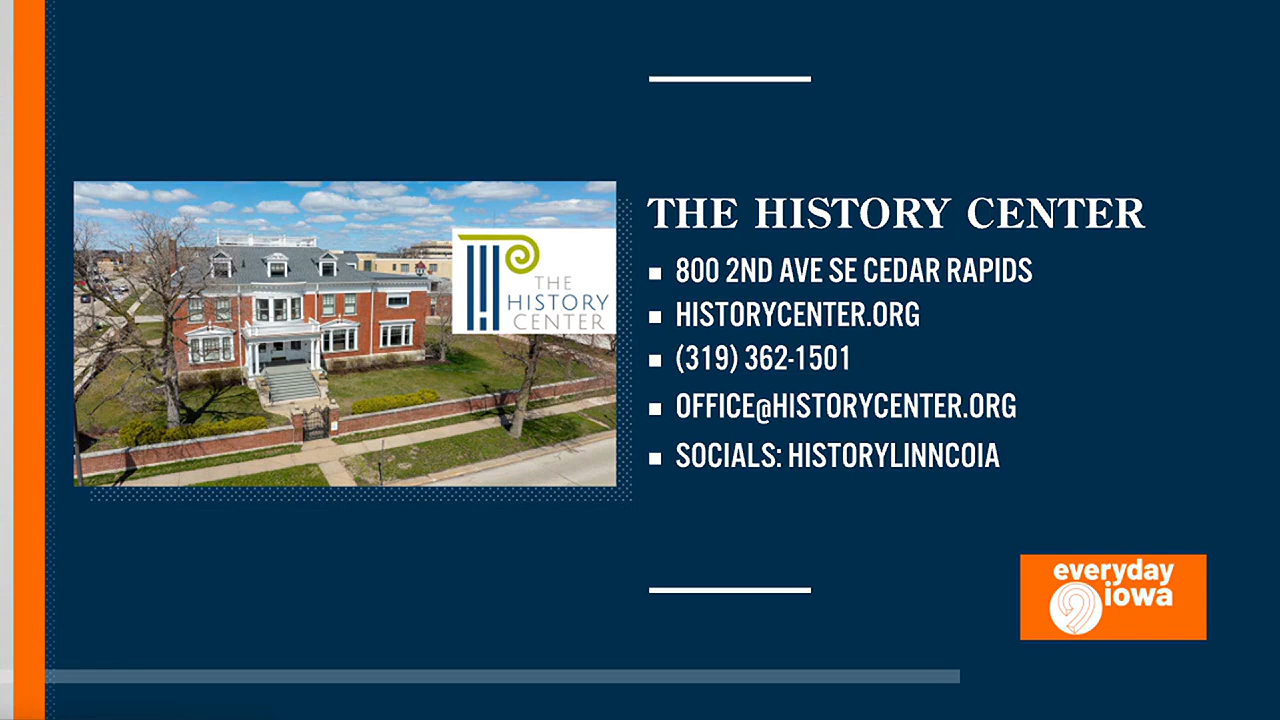 THE
HISTORY
CENTER
THE HISTORY CENTER
800 2ND AVE SE CEDAR RAPIDS
HISTORYCENTER.ORG
(319) 362-1501
OFFICE@HISTORYCENTER.ORG
SOCIALS: HISTORYLINNCOIA
everyday
9 iowa